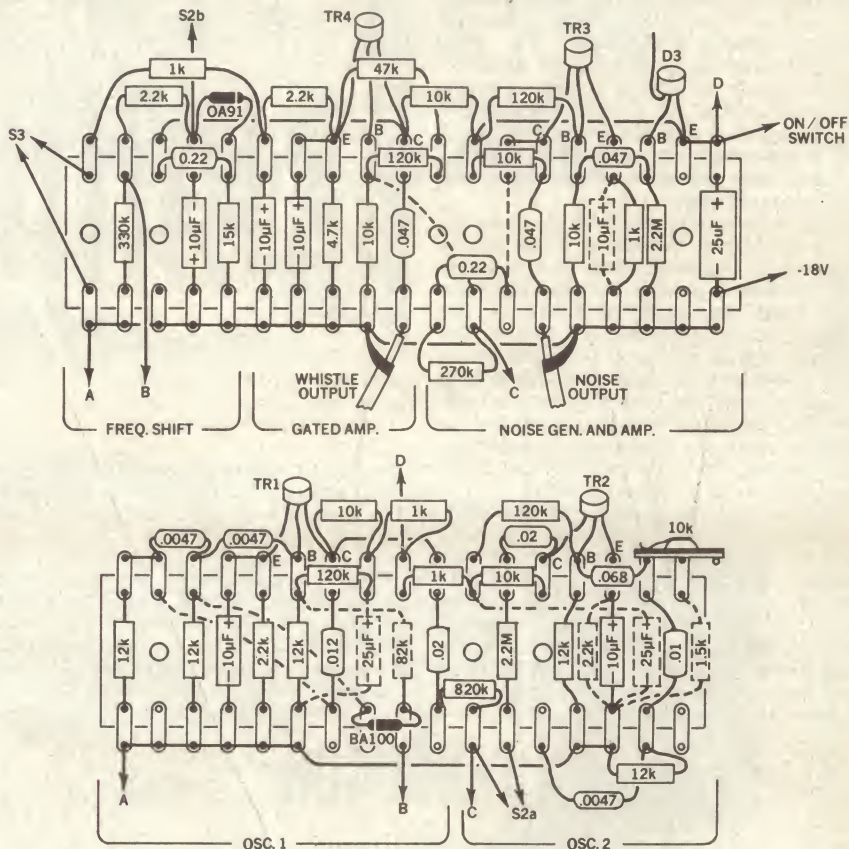 S2b
TR4
TR3
D3
D
1k
47k
2.2k
OA91
2.2k
10k
120k
ON/OFF
SWITCH
S3
E
B
C
C
B
E
B
E
0.22
120k
10k
.047
330k
+10µF-
15k
-10µF+
-10µF+
4.7k
10k
.047
.047
10k
-10µF+
1k
2.2M
-25uF+
0.22
-18V
270k
A
B
WHISTLE
OUTPUT
C
NOISE
OUTPUT
FREQ. SHIFT
GATED AMP.
NOISE GEN. AND AMP.
D
TR1
TR2
10k
1k
120k
10k
.0047
.0047
.02
E
B
C
C
B
E
120k
1k
10k
.068
12k
12k
-10µF+
2.2k
12k
.012
25µF+
82k
.02
2.2M
12k
2.2k
-10µF+
25µF+
.01
1.5k
820k
BA100
12k
.0047
A
B
C
S2a
OSC. 1
OSC. 2